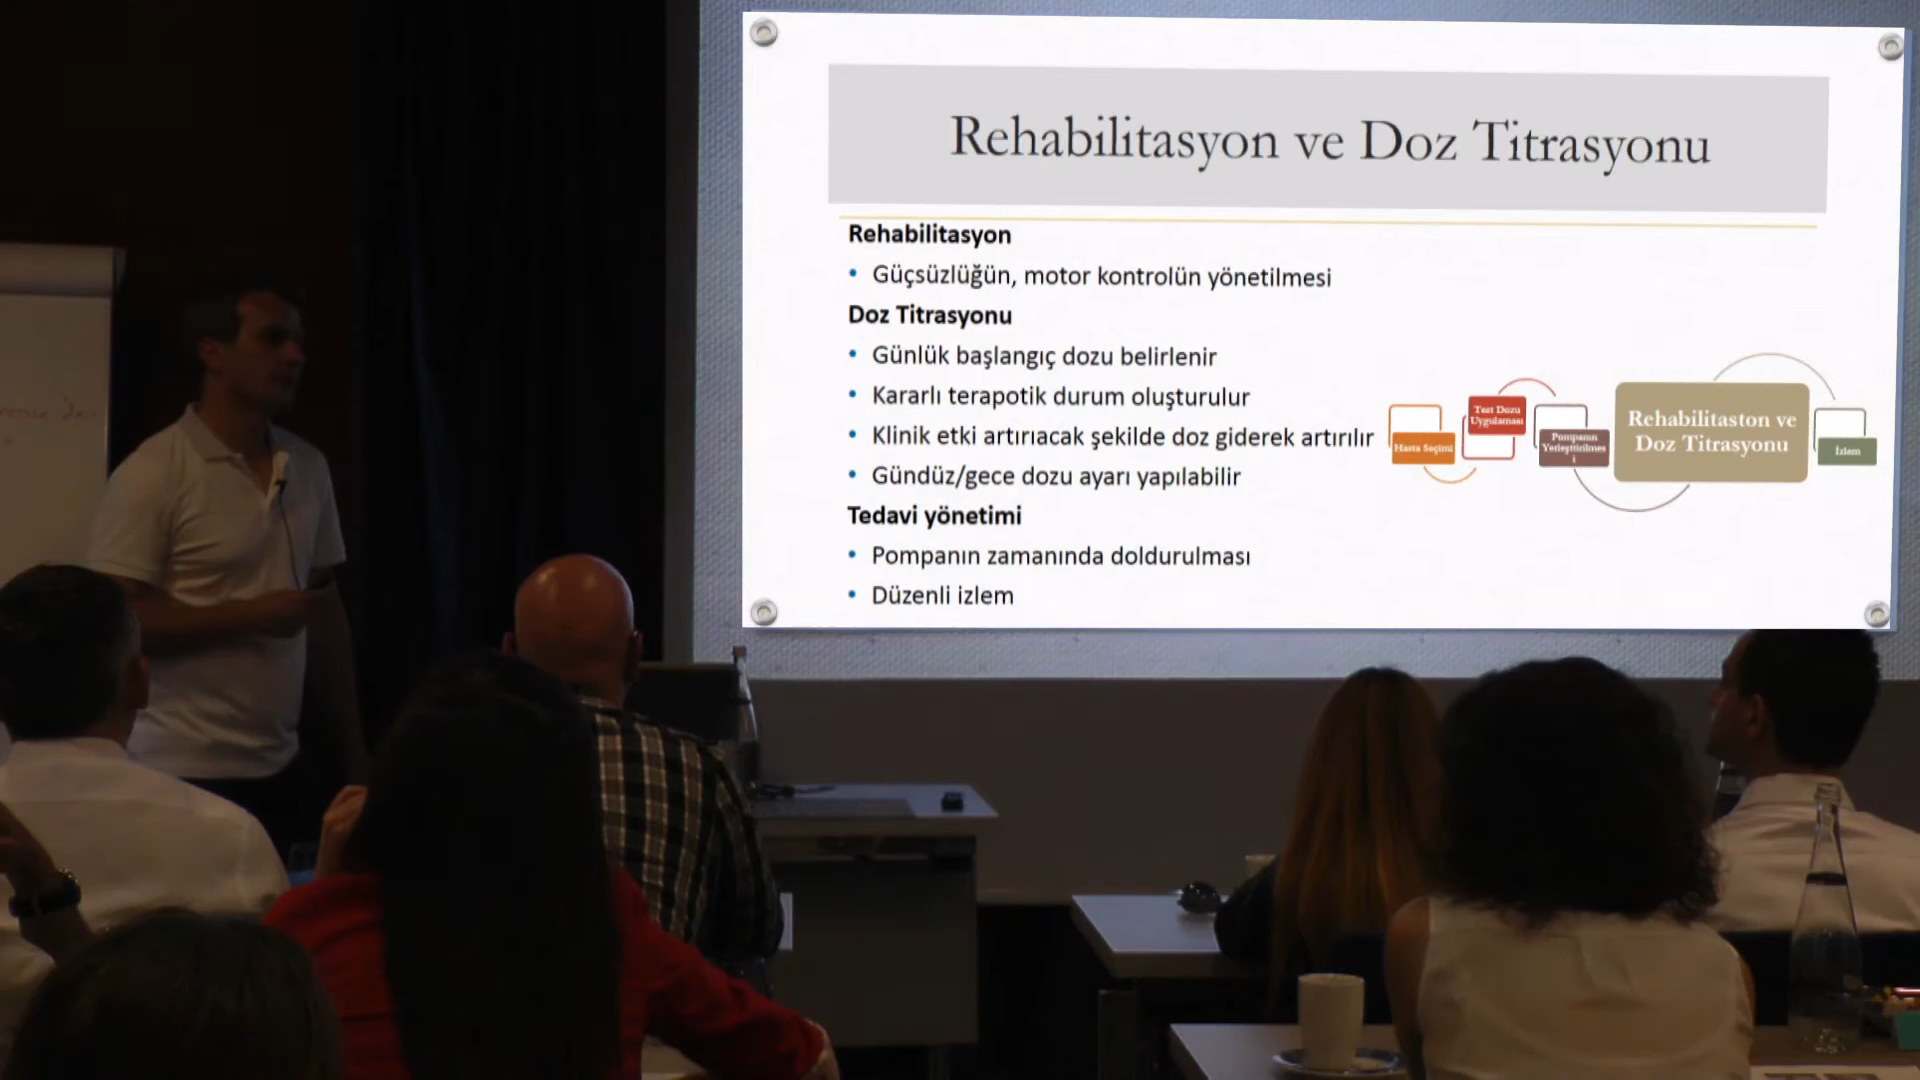 Rehabilitasyon ve Doz Titrasyonu
Rehabilitasyon
• Güçsüzlüğün, motor kontrolün yönetilmesi
Doz Titrasyonu
• Günlük başlangıç dozu belirlenir
• Kararlı terapotik durum oluşturulur
• Klinik etki artırıacak şekilde doz giderek artırılır
• Gündüz/gece dozu ayarı yapılabilir
Tedavi yönetimi
• Pompanın zamanında doldurulması
• Düzenli izlem
Hasta Seçimi
Test Dozu
Uygulaması
Pompanın
Yerleştirilmes
i
Rehabilitaston ve
Doz Titrasyonu
İzlem